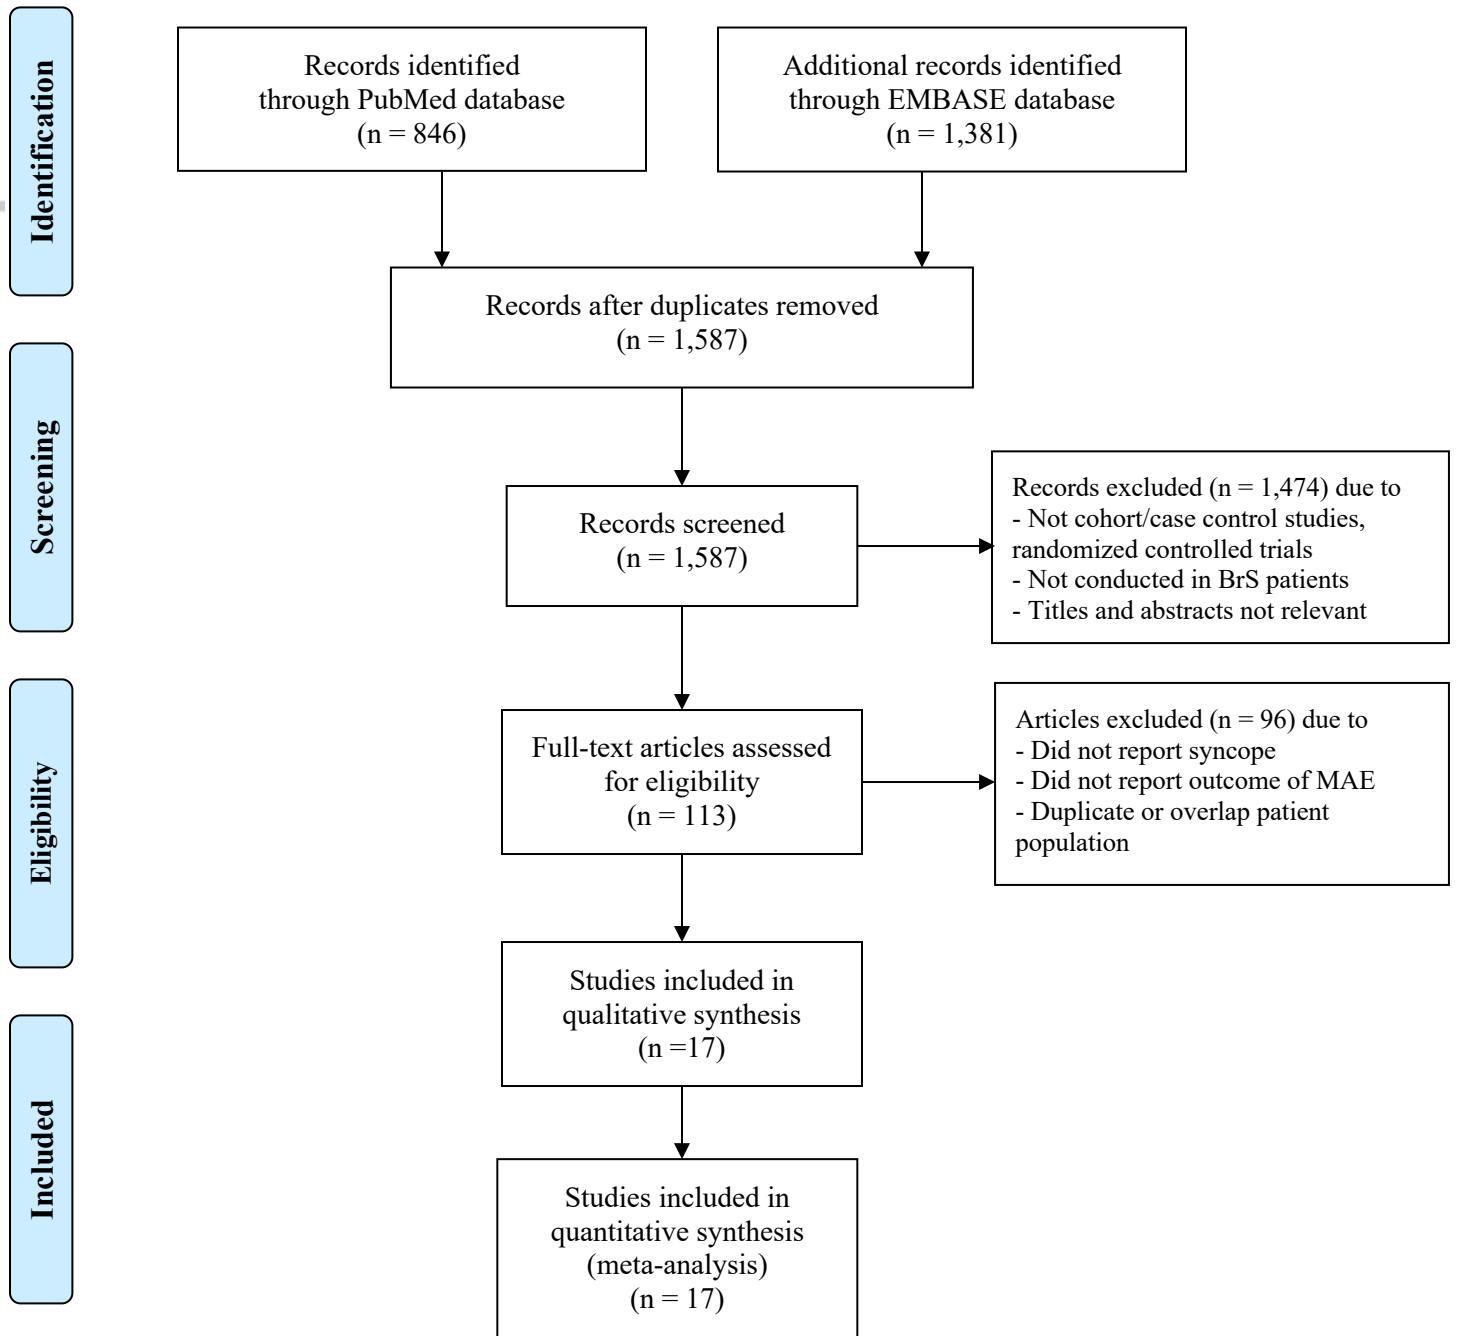 Identification
Records identified
through PubMed database
(n = 846)
Additional records identified
through EMBASE database
(n = 1,381)
Records after duplicates removed
(n = 1,587)
Screening
Records screened
(n = 1,587)
Records excluded (n = 1,474) due to
- Not cohort/case control studies,
randomized controlled trials
- Not conducted in BrS patients
- Titles and abstracts not relevant
Eligibility
Full-text articles assessed
for eligibility
(n = 113)
Articles excluded (n = 96) due to
- Did not report syncope
- Did not report outcome of MAE
- Duplicate or overlap patient
population
Studies included in
qualitative synthesis
(n =17)
Included
Studies included in
quantitative synthesis
(meta-analysis)
(n = 17)